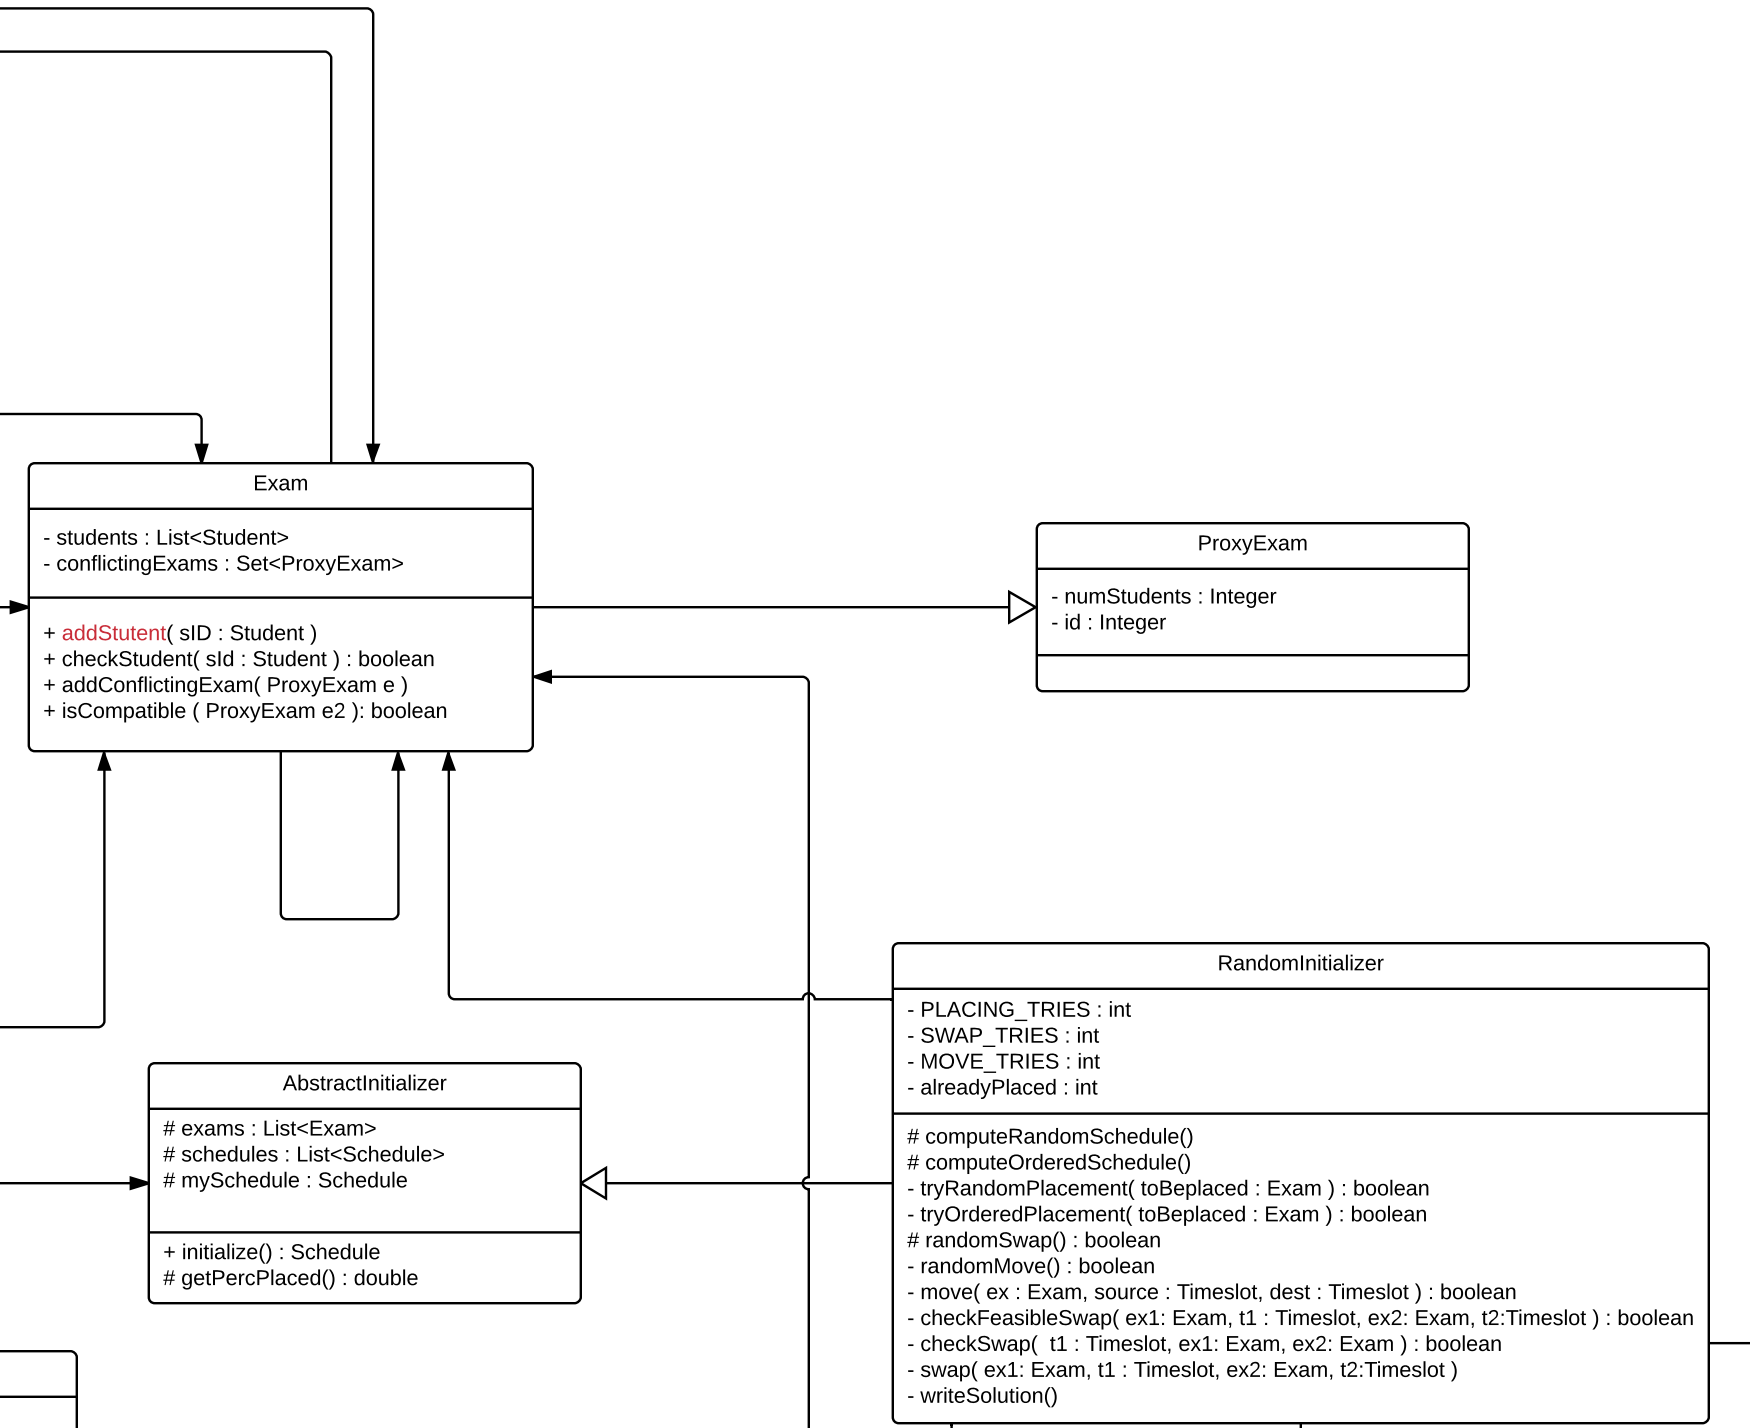 Exam
- students : List<Student>
- conflictingExams : Set<ProxyExam>
+ addStutent( sID : Student )
+ checkStudent( sId : Student ) : boolean
+ addConflictingExam( ProxyExam e )
+ isCompatible ( ProxyExam e2 ): boolean
ProxyExam
- numStudents : Integer
- id : Integer
AbstractInitializer
# exams : List<Exam>
# schedules : List<Schedule>
# mySchedule : Schedule
+ initialize() : Schedule
# getPercPlaced() : double
RandomInitializer
- PLACING_TRIES : int
- SWAP_TRIES : int
- MOVE_TRIES : int
- alreadyPlaced : int
# computeRandomSchedule()
# computeOrderedSchedule()
- tryRandomPlacement( toBeplaced : Exam ) : boolean
- tryOrderedPlacement( toBeplaced : Exam ) : boolean
# randomSwap() : boolean
- randomMove() : boolean
- move( ex : Exam, source : Timeslot, dest : Timeslot ) : boolean
- checkFeasibleSwap( ex1: Exam, t1 : Timeslot, ex2: Exam, t2:Timeslot ) : boolean
- checkSwap(  t1 : Timeslot, ex1: Exam, ex2: Exam ) : boolean
- swap( ex1: Exam, t1 : Timeslot, ex2: Exam, t2:Timeslot )
- writeSolution()